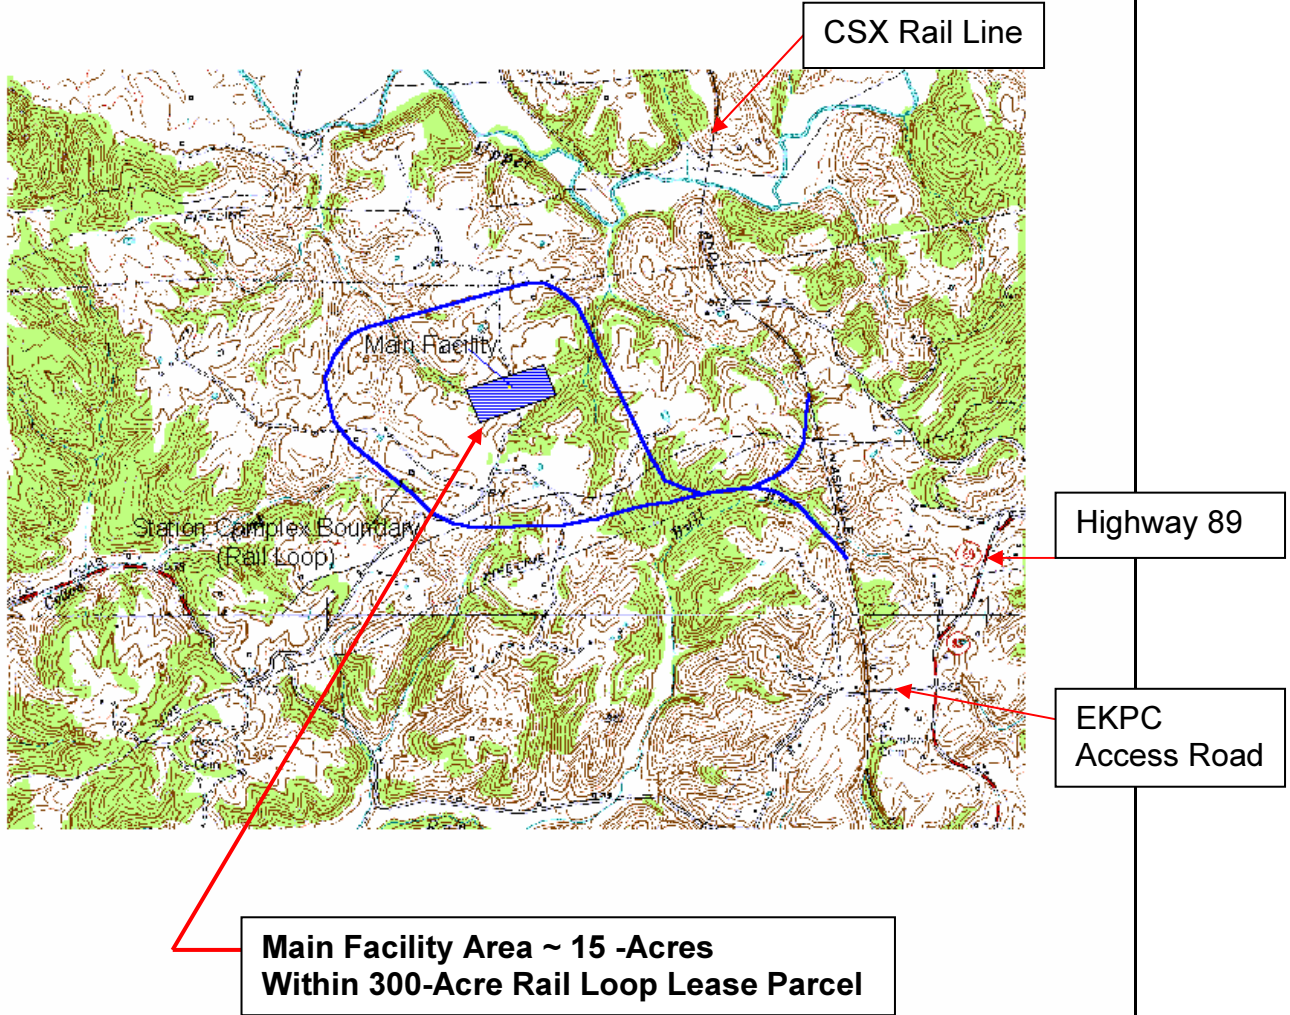 CSX Rail Line
Upper
PIPELINE
Main Facility
Station Complex Boundary
(Rail Loop)
Highway 89
EKPC
Access Road
Main Facility Area ~ 15 -Acres
Within 300-Acre Rail Loop Lease Parcel